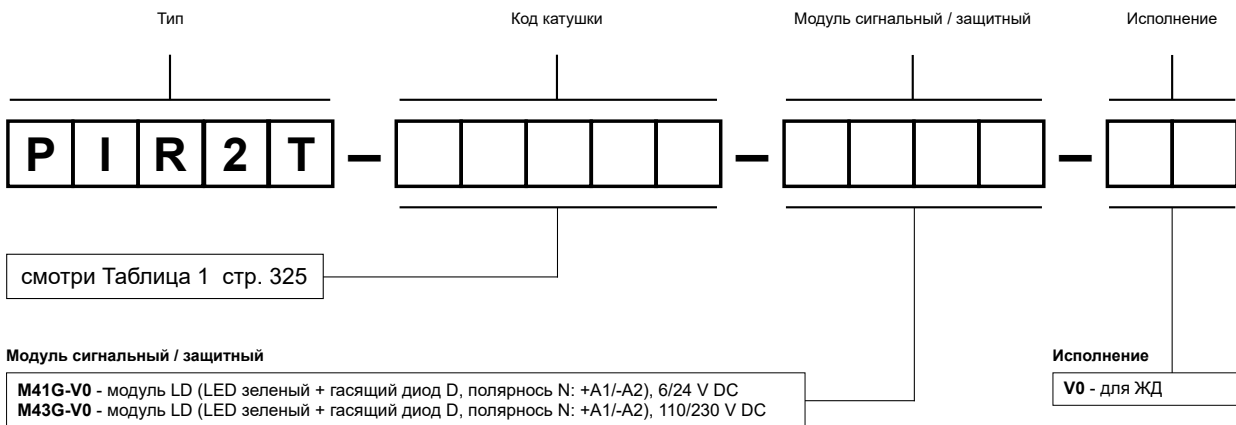 Тип
Код катушки
Модуль сигнальный / защитный
Исполнение
P I R 2 T – – –
смотри Таблица 1 стр. 325
Модуль сигнальный / защитный
M41G-V0 - модуль LD (LED зеленый + гасящий диод D, полярнось N: +A1/-A2), 6/24 V DC
M43G-V0 - модуль LD (LED зеленый + гасящий диод D, полярнось N: +A1/-A2), 110/230 V DC
Исполнение
V0 - для ЖД